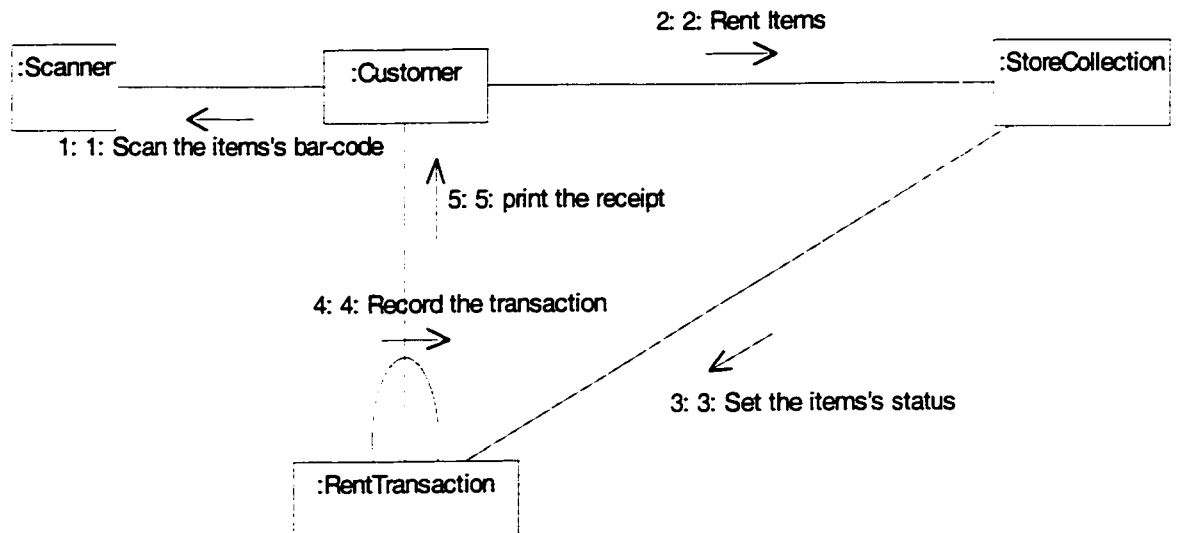 2: 2: Rent Items
:Scanner
:Customer
:StoreCollection
1: 1: Scan the items's bar-code
5: 5: print the receipt
4: 4: Record the transaction
3: 3: Set the items's status
:RentTransaction